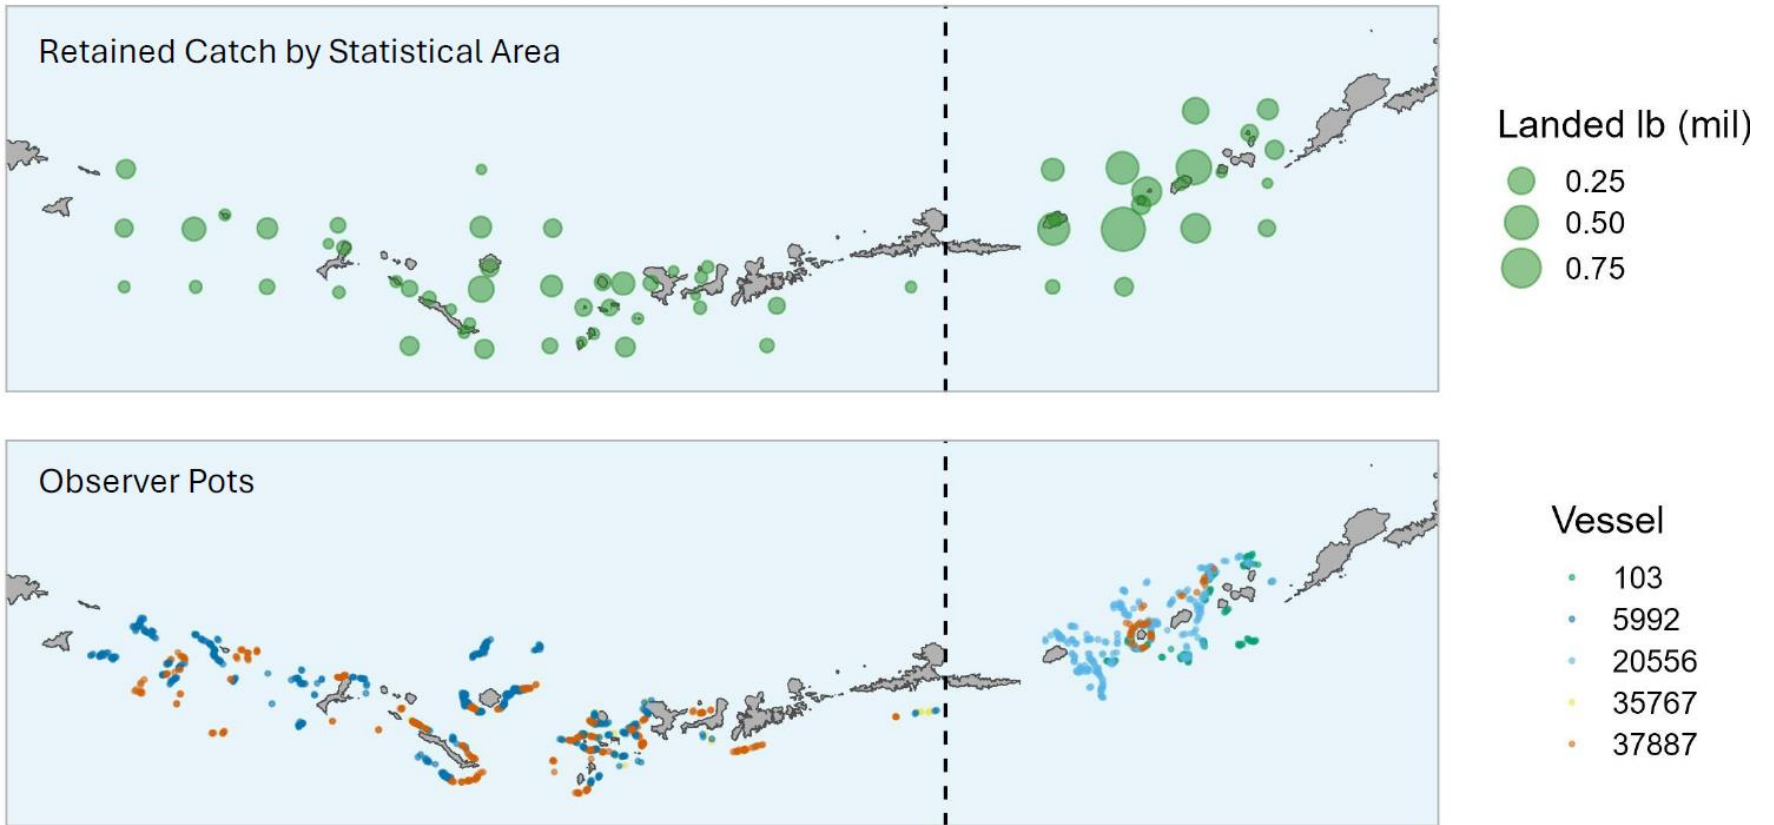 Retained Catch by Statistical Area
Landed lb (mil)
0.25
0.50
0.75
Observer Pots
Vessel
103
5992
20556
35767
37887